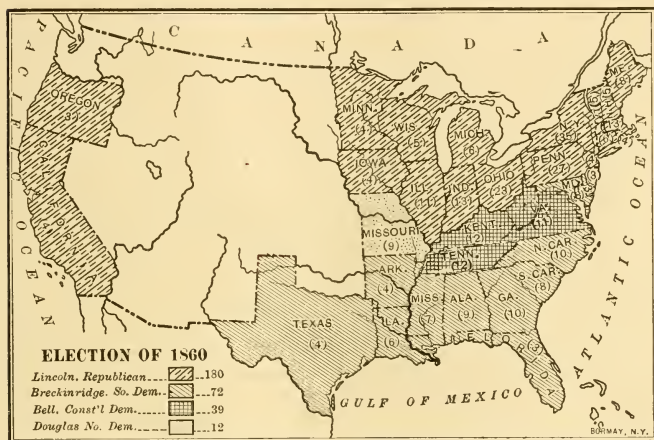 CANADA
PACIFIC OCEAN
OREGON
(3)
CALIFORNIA
MINN.
(4)
WIS.
(5)
MICH.
(6)
IOWA
(4)
ILL.
(11)
IND.
(13)
OHIO
(23)
PENN.
(27)
(35)
ME.
(8)
MISSOURI
(9)
KENT.
TENN.
(12)
VA.
N. CAR.
(10)
S. CAR.
(8)
ARK.
(4)
MISS.
(7)
ALA.
(9)
GA.
(10)
LA.
(6)
TEXAS
(4)
FLORIDA (3)
ATLANTIC OCEAN
GULF OF MEXICO
ELECTION OF 1860
Lincoln. Republican 180
Breckinridge. So. Dem. 72
Bell. Const'l Dem. 39
Douglas No. Dem. 12
BORMAY, N.Y.